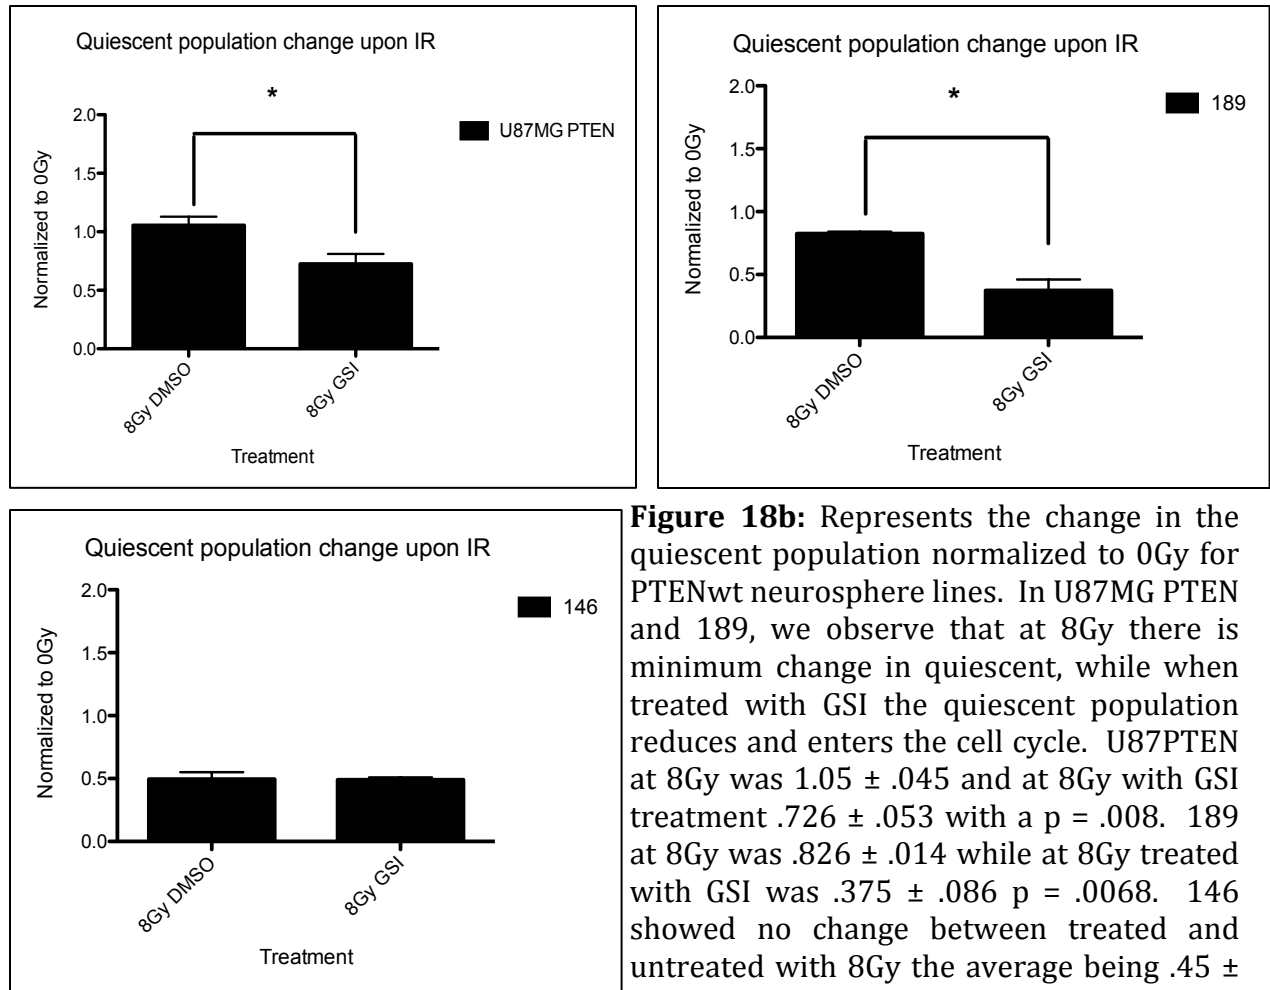 Quiescent population change upon IR
*
2.0
1.5
1.0
0.5
0.0
Normalized to 0Gy
U87MG PTEN
8Gy DMSO
8Gy GSI
Treatment
Quiescent population change upon IR
*
2.0
1.5
1.0
0.5
0.0
Normalized to 0Gy
189
8Gy DMSO
8Gy GSI
Treatment
Quiescent population change upon IR
2.0
1.5
1.0
0.5
0.0
Normalized to 0Gy
146
8Gy DMSO
8Gy GSI
Treatment
Figure 18b: Represents the change in the
quiescent population normalized to 0Gy for
PTENwt neurosphere lines. In U87MG PTEN
and 189, we observe that at 8Gy there is
minimum change in quiescent, while when
treated with GSI the quiescent population
reduces and enters the cell cycle. U87PTEN
at 8Gy was 1.05 ± .045 and at 8Gy with GSI
treatment .726 ± .053 with a p = .008. 189
at 8Gy was .826 ± .014 while at 8Gy treated
with GSI was .375 ± .086 p = .0068. 146
showed no change between treated and
untreated with 8Gy the average being .45 ±